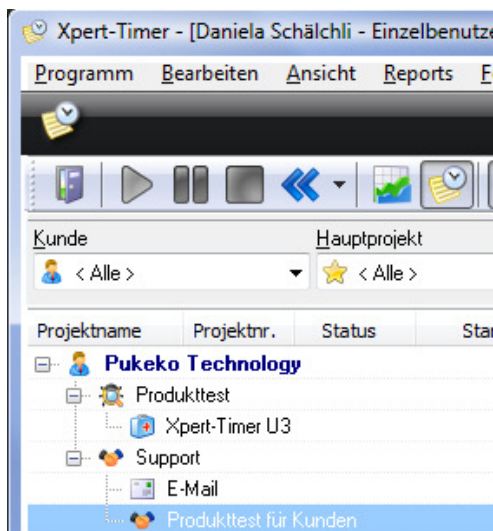 Xpert-Timer - [Daniela Schälchli - Einzelbenutze
Programm Bearbeiten Ansicht Reports
Kunde Hauptprojekt
< Alle > < Alle >
Projektname Projektnr. Status Star
Pukeko Technology
Produkttest
Xpert-Timer U3
Support
E-Mail
Produkttest für Kunden